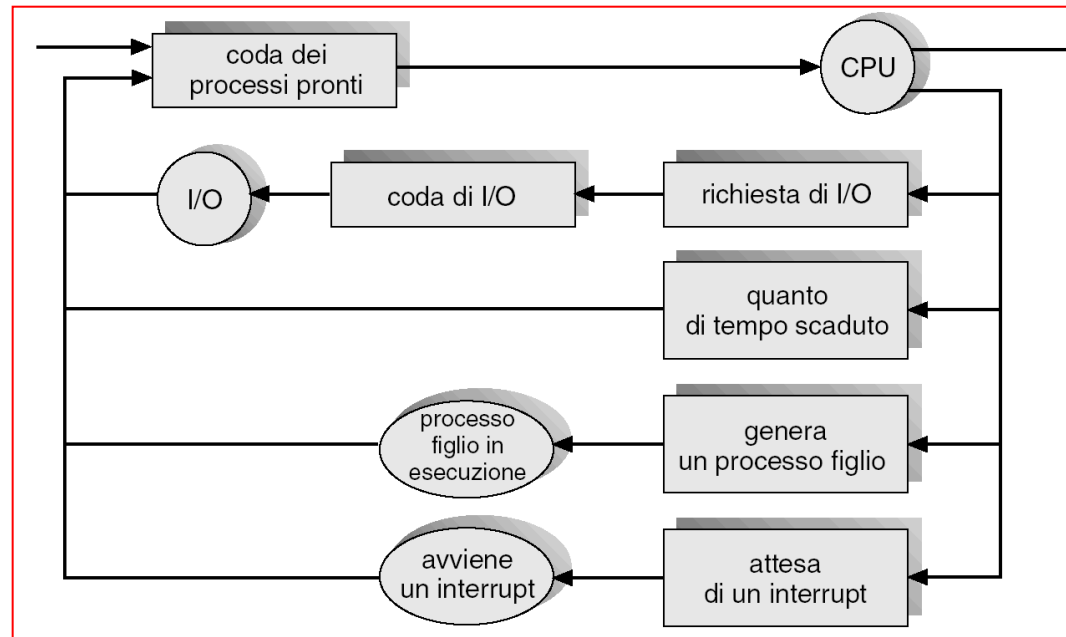 coda dei
processi pronti
CPU
I/O
coda di I/O
richiesta di I/O
quanto
di tempo scaduto
processo
figlio in
esecuzione
genera
un processo figlio
avviene
un interrupt
attesa
di un interrupt